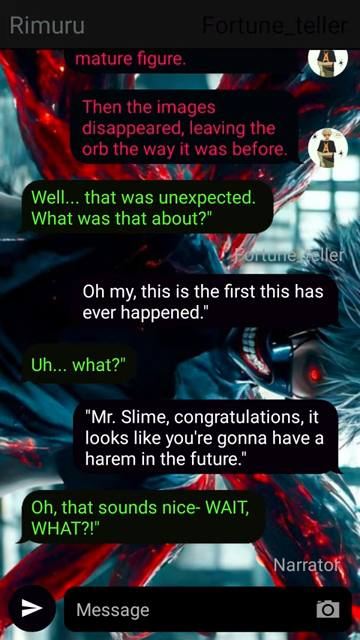 Rimuru
Fortune_teller
mature figure.
Then the images
disappeared, leaving the
orb the way it was before.
Well... that was unexpected.
What was that about?"
Fortune_teller
Oh my, this is the first this has
ever happened."
Uh... what?"
"Mr. Slime, congratulations, it
looks like you're gonna have a
harem in the future."
Oh, that sounds nice- WAIT,
WHAT?!"
Narrator
Message